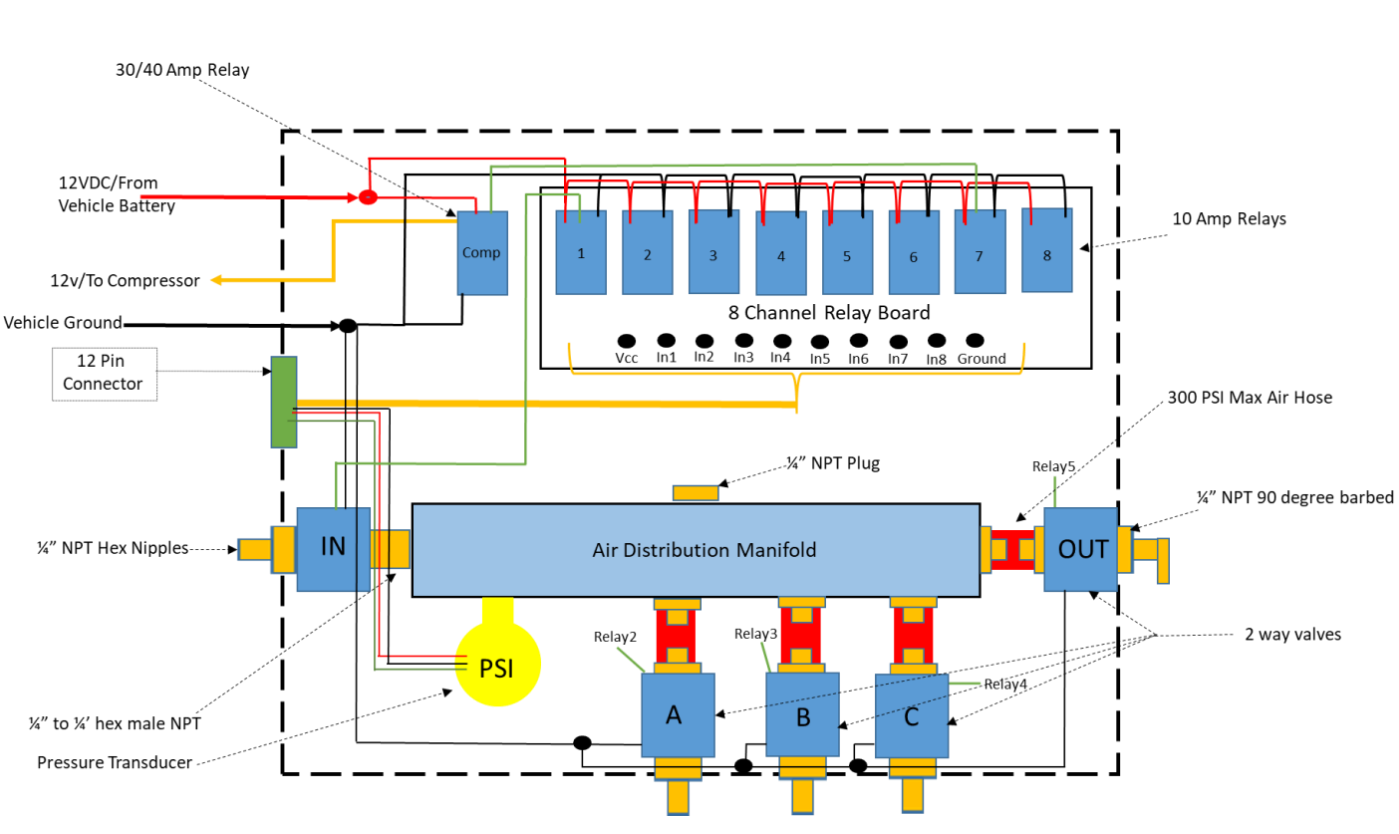 30/40 Amp Relay
12VDC/From
Vehicle Battery
10 Amp Relays
Comp
1 2 3 4 5 6 7 8
12v/To Compressor
8 Channel Relay Board
Vehicle Ground
Vcc In1 In2 In3 In4 In5 In6 In7 In8 Ground
12 Pin
Connector
300 PSI Max Air Hose
¼” NPT Plug
Relay5
¼” NPT 90 degree barbed
¼” NPT Hex Nipples
IN
Air Distribution Manifold
OUT
Relay2
Relay3
2 way valves
PSI
Relay4
A
B
C
¼” to ¼’ hex male NPT
Pressure Transducer